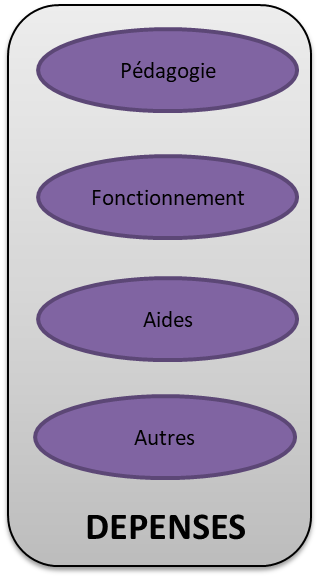 Pédagogie
Fonctionnement
Aides
Autres
DEPENSES